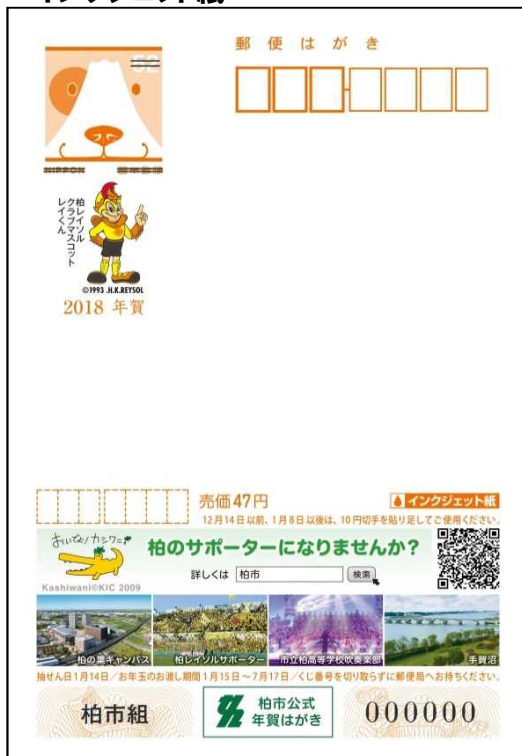 郵便はがき
52
NIPPON 日本郵便
柏レイソル
クラブマスコット
レイくん
©1993 .H.K.REYSOL
2018 年賀
売価47円
インクジェット紙
12月14日以前、1月8日以後は、10円切手を貼り足してご使用ください。
おいでよ!カシワニ!
柏のサポーターになりませんか?
詳しくは 柏市 検索
Kashiwani©KIC 2009
柏の葉キャンパス
柏レイソルサポーター
市立柏高等学校吹奏楽部
手賀沼
抽せん日1月14日/お年玉のお渡し期間1月15日~7月17日/くじ番号を切り取らずに郵便局へお持ちください。
柏市組
柏市公式
年賀はがき
000000